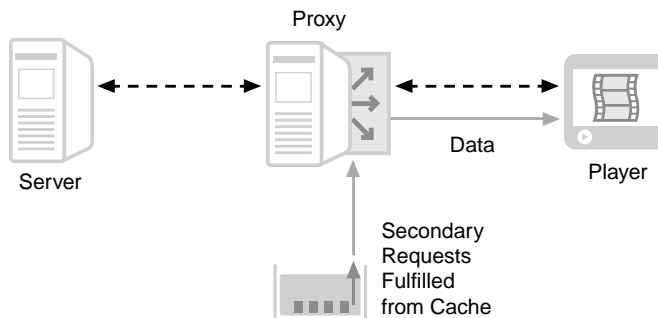 Proxy
Server
Data
Player
Secondary
Requests
Fulfilled
from Cache